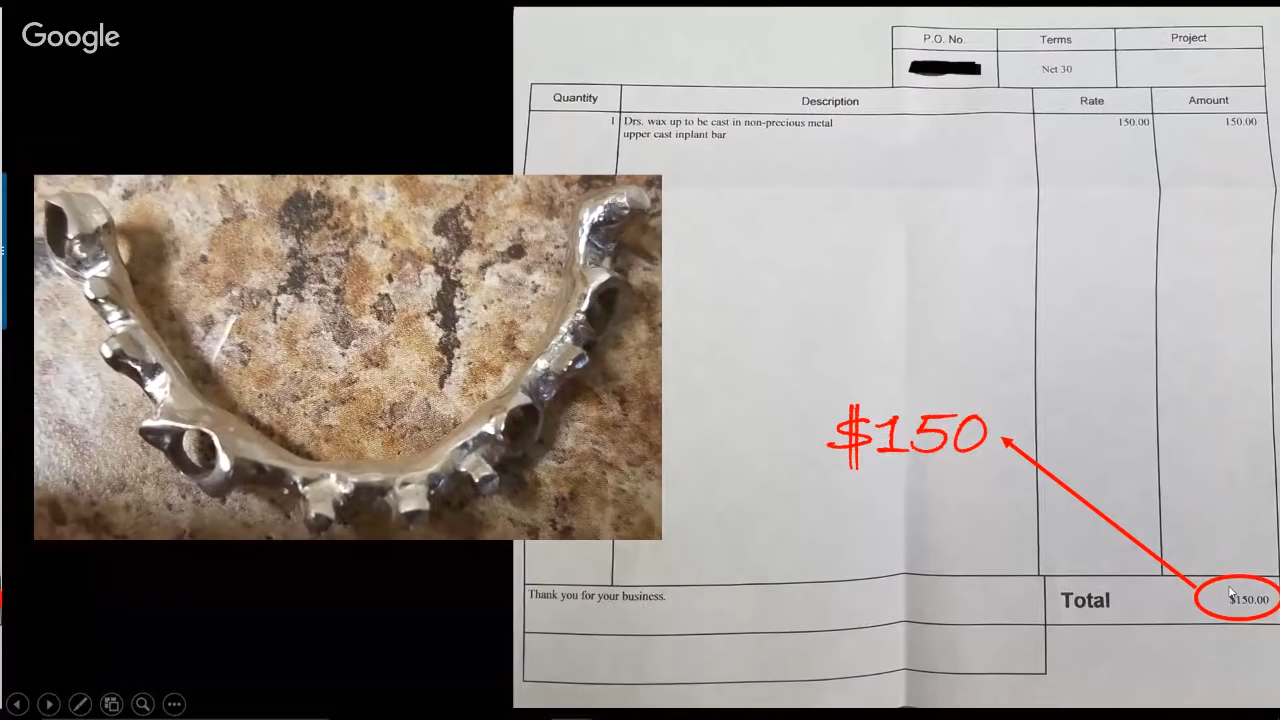 Google
P.O. No.
Terms
Project
Net 30
Quantity
Description
Rate
Amount
1
Drs. wax up to be cast in non-precious metal
upper cast inplant bar
150.00
150.00
$150
Thank you for your business.
Total
$150.00